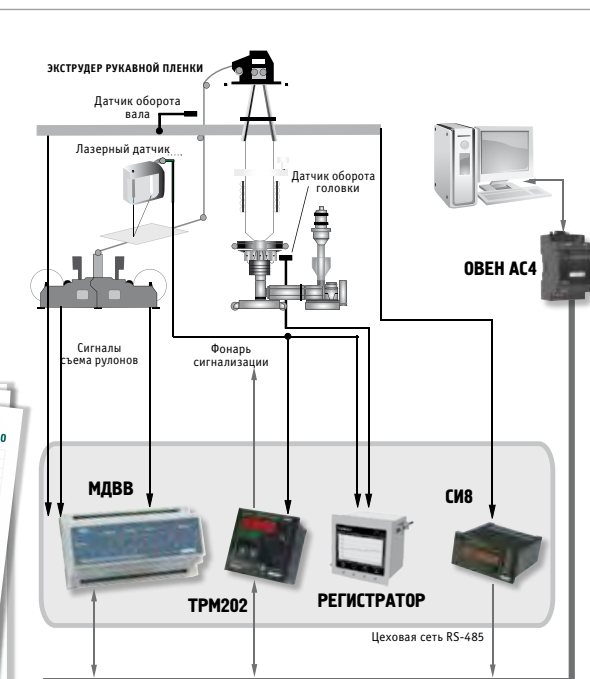 ЭКСТРУДЕР РУКАВНОЙ ПЛЕНКИ
Датчик оборота
вала
Лазерный датчик
Датчик оборота
головки
ОВЕН АС4
Сигналы
съема рулонов
Фонарь
сигнализации
0
МДВВ
СИ8
ТРМ202
РЕГИСТРАТОР
Цеховая сеть RS-485